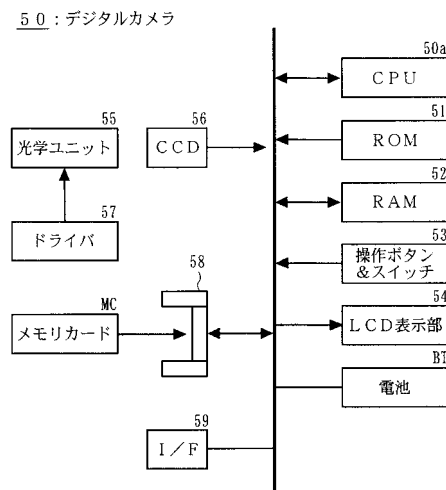 ５０：デジタルカメラ
50a
ＣＰＵ
55
光学ユニット
56
ＣＣＤ
51
ＲＯＭ
52
ＲＡＭ
57
ドライバ
53
操作ボタン
＆スイッチ
58
MC
メモリカード
54
ＬＣＤ表示部
BT
電池
59
Ｉ／Ｆ